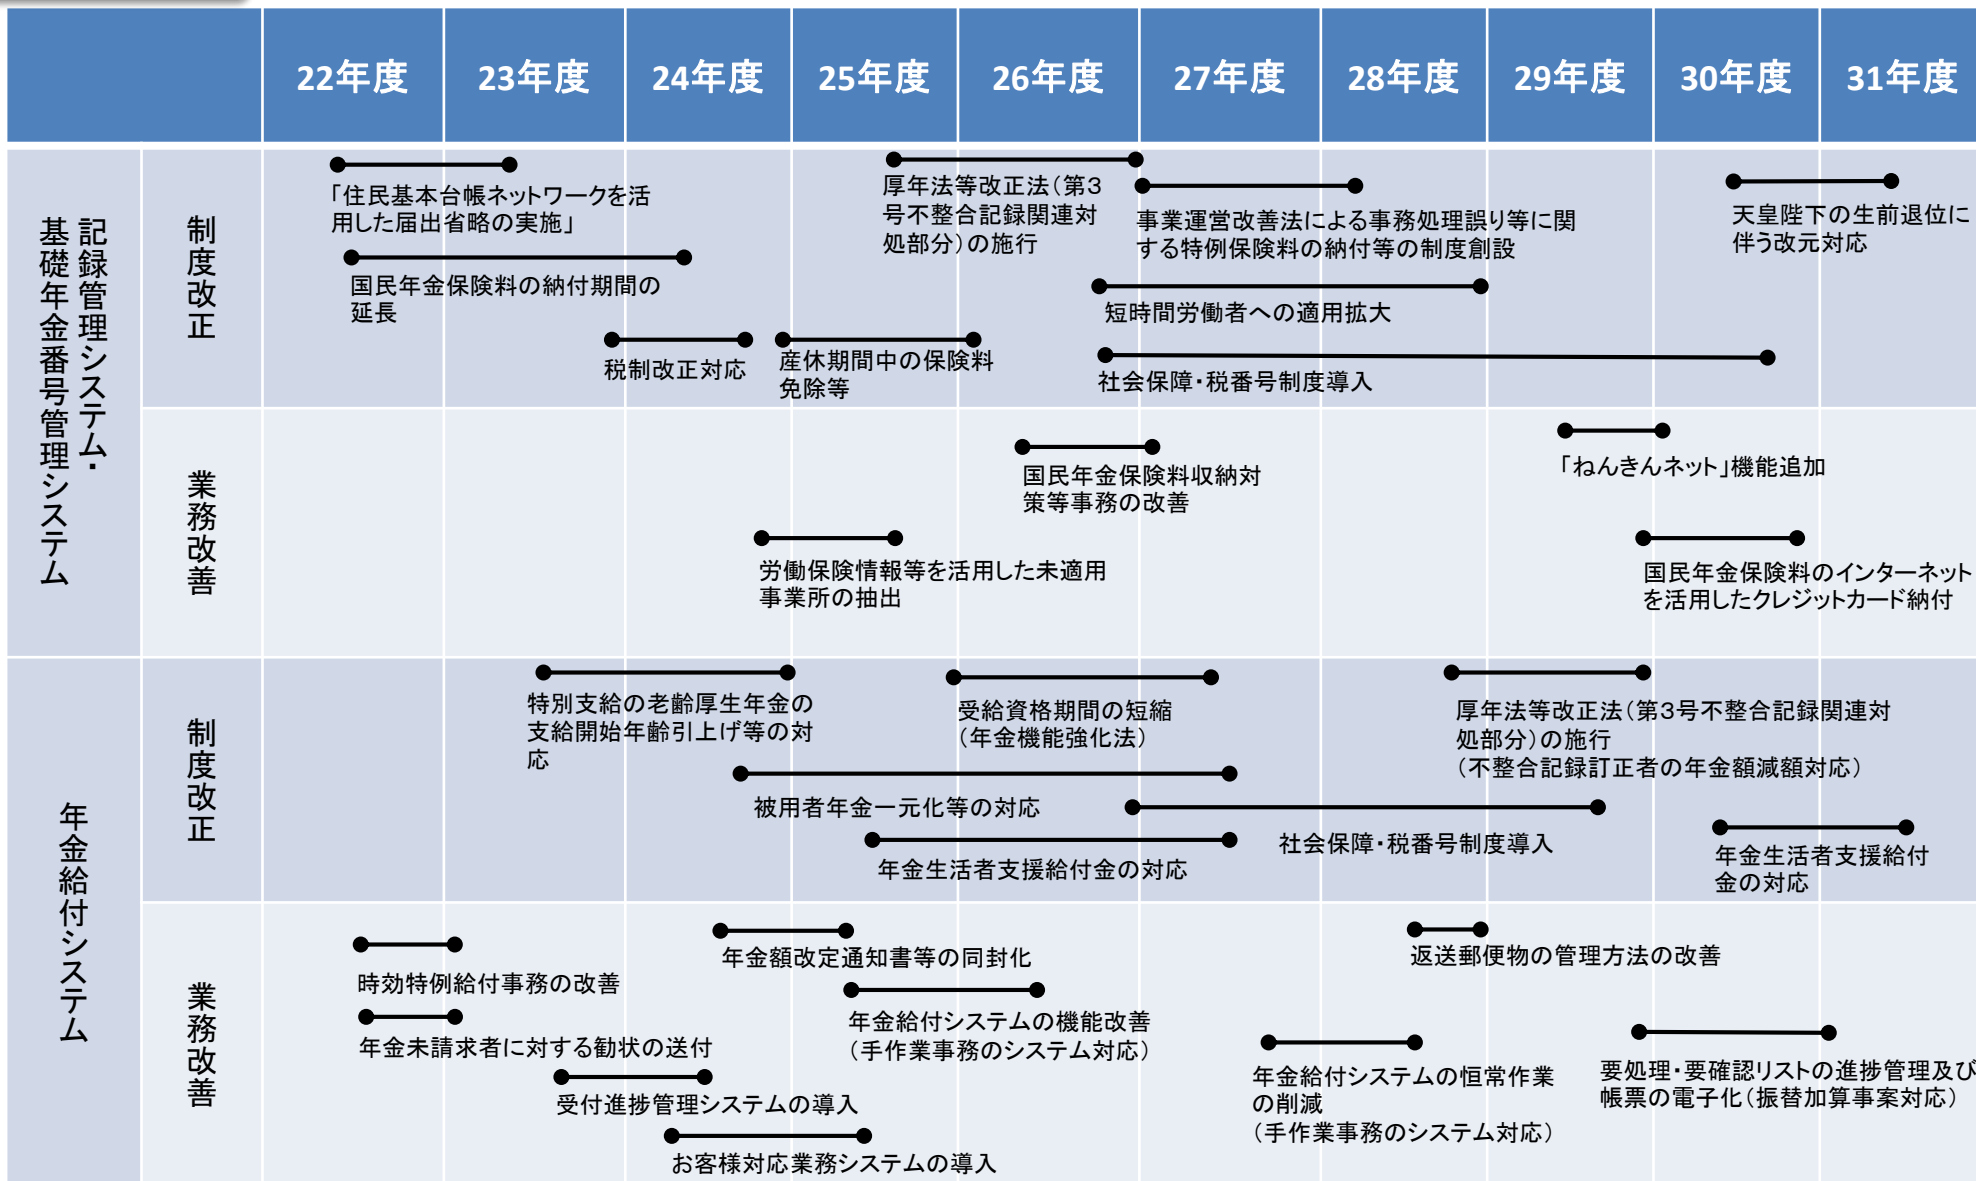 22年度
23年度
24年度
25年度
26年度
27年度
28年度
29年度
30年度
31年度
記録管理システム・
基礎年金番号管理システム
制度改正
「住民基本台帳ネットワークを活
用した届出省略の実施」
国民年金保険料の納付期間の
延長
税制改正対応
産休期間中の保険料
免除等
厚年法等改正法（第3
号不整合記録関連対
処部分）の施行
事業運営改善法による事務処理誤り等に関
する特例保険料の納付等の制度創設
短時間労働者への適用拡大
社会保障・税番号制度導入
天皇陛下の生前退位に
伴う改元対応
業務改善
国民年金保険料収納対
策等事務の改善
労働保険情報等を活用した未適用
事業所の抽出
「ねんきんネット」機能追加
国民年金保険料のインターネット
を活用したクレジットカード納付
年金給付システム
制度改正
特別支給の老齢厚生年金の
支給開始年齢引上げ等の対
応
受給資格期間の短縮
（年金機能強化法）
被用者年金一元化等の対応
年金生活者支援給付金の対応
厚年法等改正法（第3号不整合記録関連対
処部分）の施行
（不整合記録訂正者の年金額減額対応）
社会保障・税番号制度導入
年金生活者支援給付
金の対応
業務改善
時効特例給付事務の改善
年金未請求者に対する勧状の送付
受付進捗管理システムの導入
お客様対応業務システムの導入
年金額改定通知書等の同封化
年金給付システムの機能改善
（手作業事務のシステム対応）
返送郵便物の管理方法の改善
年金給付システムの恒常作業
の削減
（手作業事務のシステム対応）
要処理・要確認リストの進捗管理及び
帳票の電子化（振替加算事案対応）